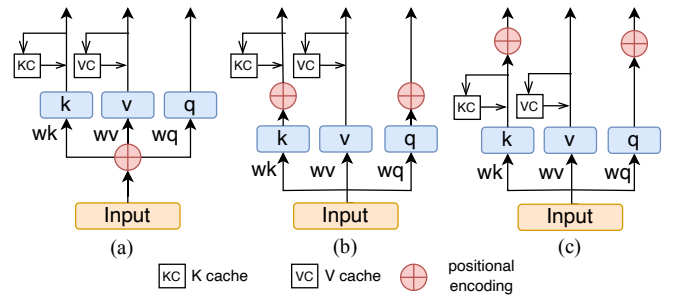 KC VC KC VC
KC VC
k v q
k v q k v q
wk wv wq
wk wv wq wk wv wq
Input Input Input
(a) (b) (c)
KC K cache VC V cache positional
encoding